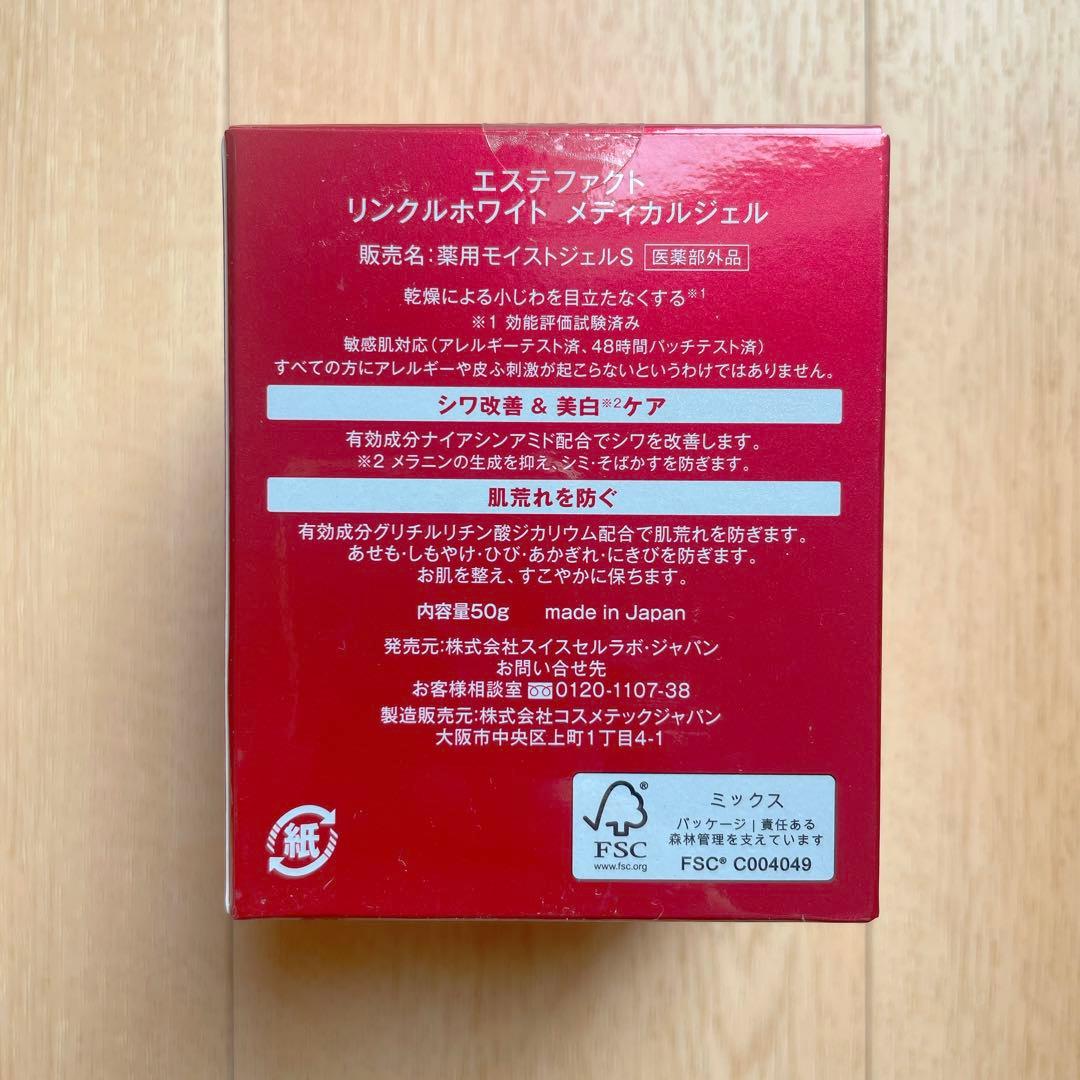 エステファクト
リンクルホワイト メディカルジェル
販売名:薬用モイストジェルS 医薬部外品
乾燥による小じわを目立たなくする※1
※1 効能評価試験済み
敏感肌対応(アレルギーテスト済、48時間パッチテスト済)
すべての方にアレルギーや皮ふ刺激が起こらないというわけではありません。
シワ改善 & 美白※2ケア
有効成分ナイアシンアミド配合でシワを改善します。
※2 メラニンの生成を抑え、シミ・そばかすを防ぎます。
肌荒れを防ぐ
有効成分グリチルリチン酸ジカリウム配合で肌荒れを防ぎます。
あせも・しもやけ・ひび・あかぎれ・にきびを防ぎます。
お肌を整え、すこやかに保ちます。
内容量50g made in Japan
発売元:株式会社スイスセルラボ・ジャパン
お問い合せ先
お客様相談室 0120-1107-38
製造販売元:株式会社コスメテックジャパン
大阪市中央区上町1丁目4-1
紙
FSC®
www.fsc.org
ミックス
パッケージ | 責任ある
森林管理を支えています
FSC® C004049